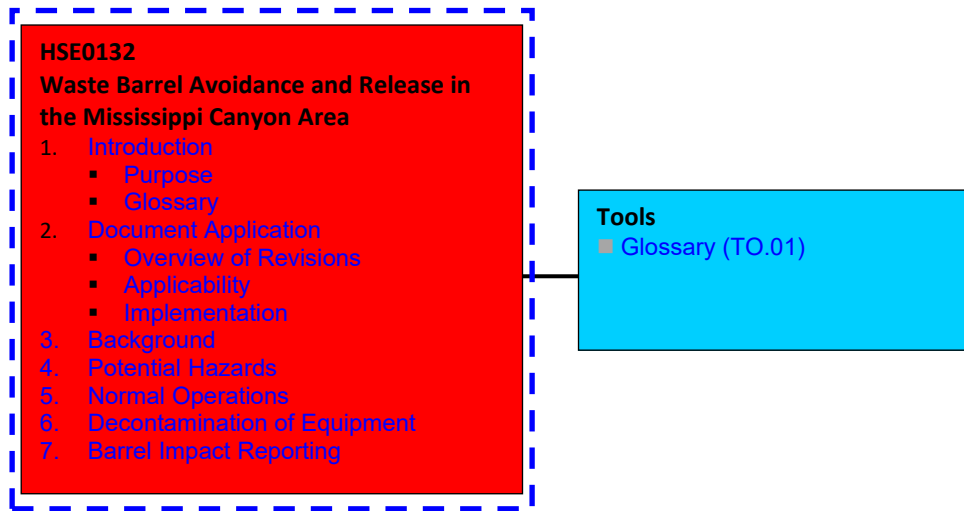 HSE0132
Waste Barrel Avoidance and Release in
the Mississippi Canyon Area
1. Introduction
▪ Purpose
▪ Glossary
2. Document Application
▪ Overview of Revisions
▪ Applicability
▪ Implementation
3. Background
4. Potential Hazards
5. Normal Operations
6. Decontamination of Equipment
7. Barrel Impact Reporting
Tools
■ Glossary (TO.01)